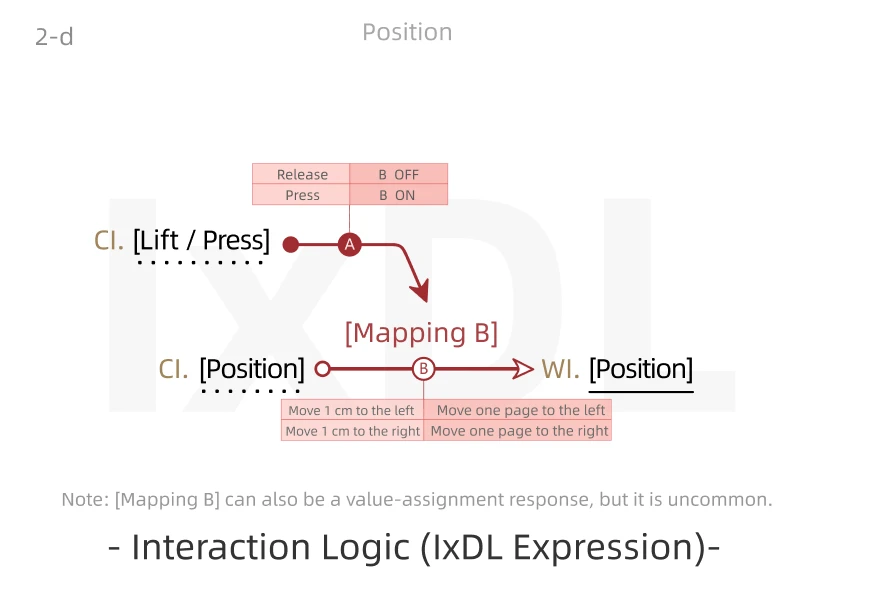 2-d
Position
Release B OFF
Press B ON
CI. [Lift / Press]
A
[Mapping B]
CI. [Position] B WI. [Position]
Move 1 cm to the left Move one page to the left
Move 1 cm to the right Move one page to the right
IxDL
Note: [Mapping B] can also be a value-assignment response, but it is uncommon.
- Interaction Logic (IxDL Expression)-